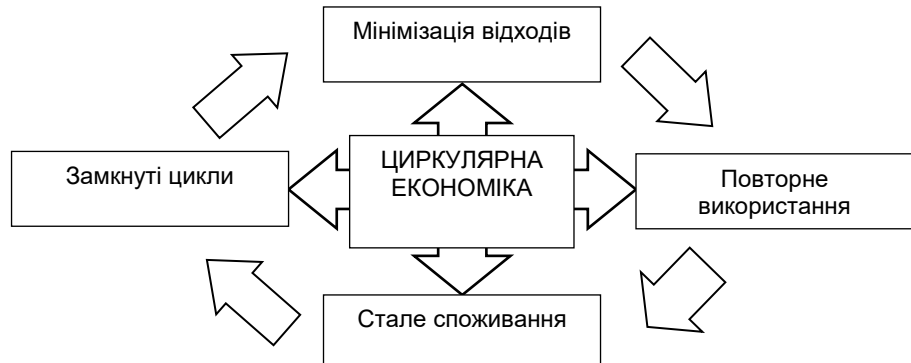 Мінімізація відходів
Замкнуті цикли
ЦИРКУЛЯРНА
ЕКОНОМІКА
Повторне
використання
Стале споживання